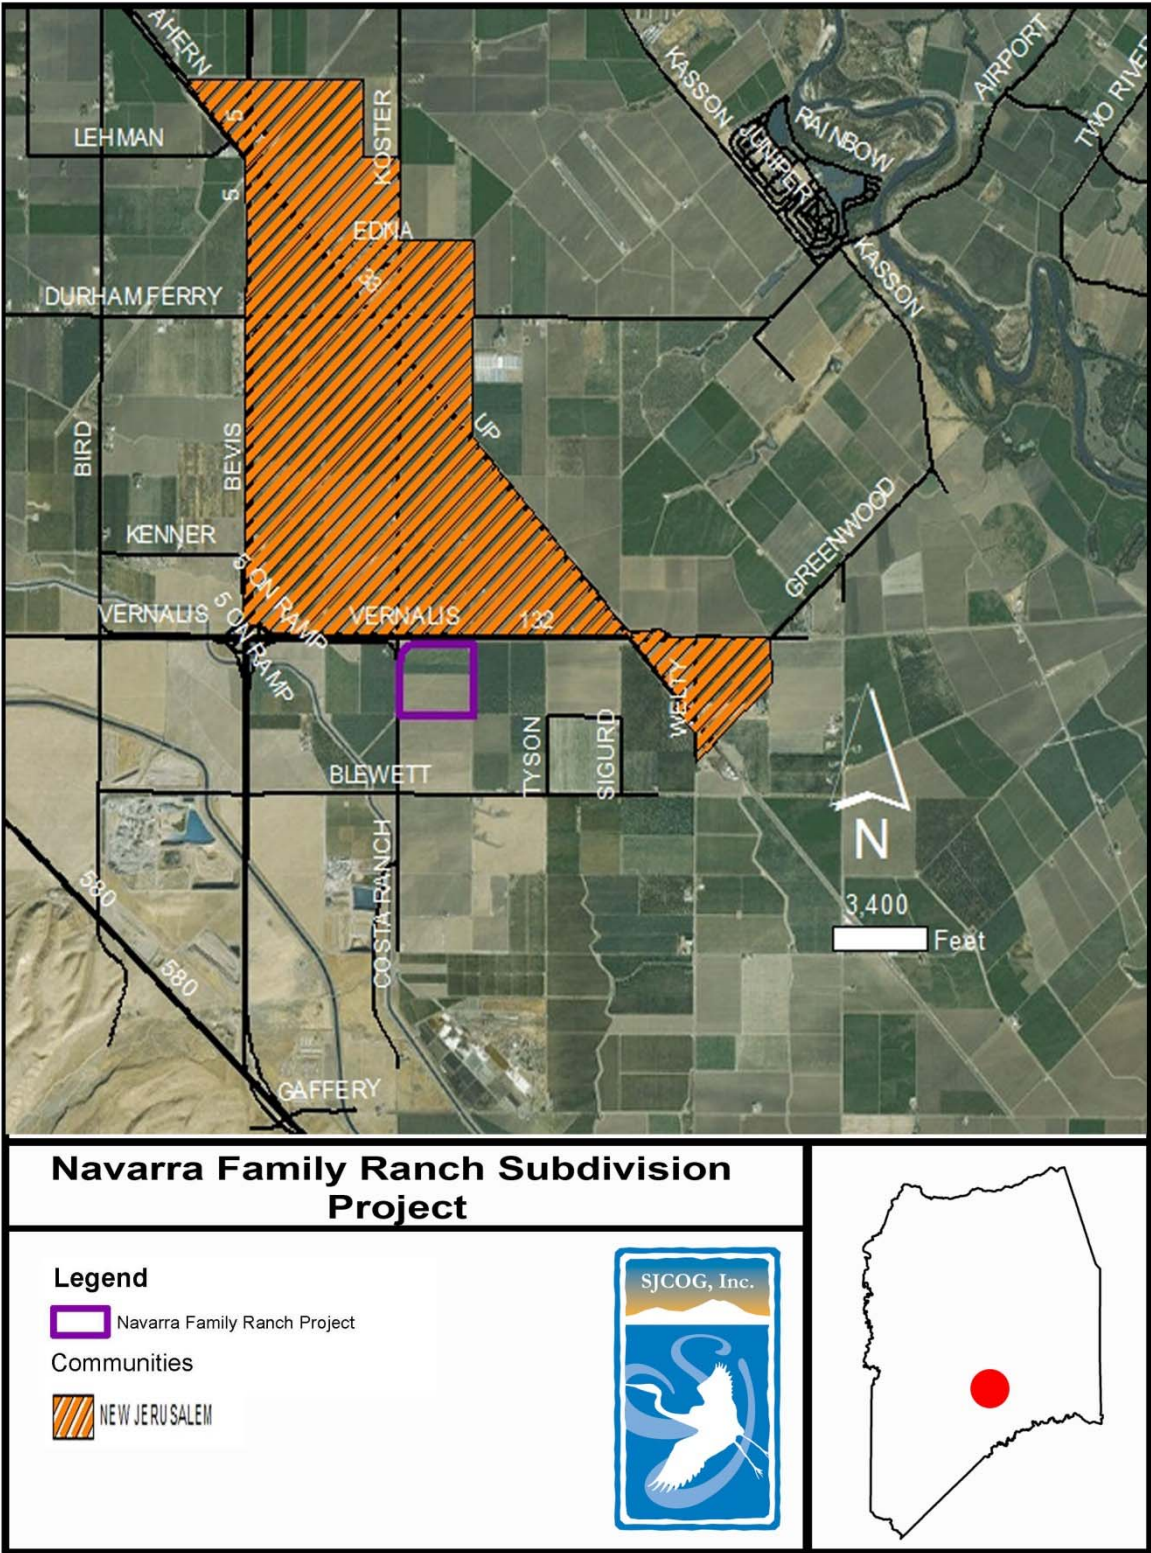 AHERN
KASSON
AIRPORT
TWO RIVER
5
KOSTER
LEHMAN
JUNIPER
RAINBOW
5
EDNA
KASSON
33
DURHAM FERRY
UP
BIRD
BEVIS
KENNER
GREENWOOD
5 ON RAMP
VERNALIS
5 ON RAMP
VERNALIS
132
WELTY
TYSON
SIGURD
BLEWETT
COSTA RANCH
N
3,400
Feet
580
580
GAFFERY
Navarra Family Ranch Subdivision
Project
Legend
Navarra Family Ranch Project
Communities
NEW JERUSALEM
SJCOG, Inc.